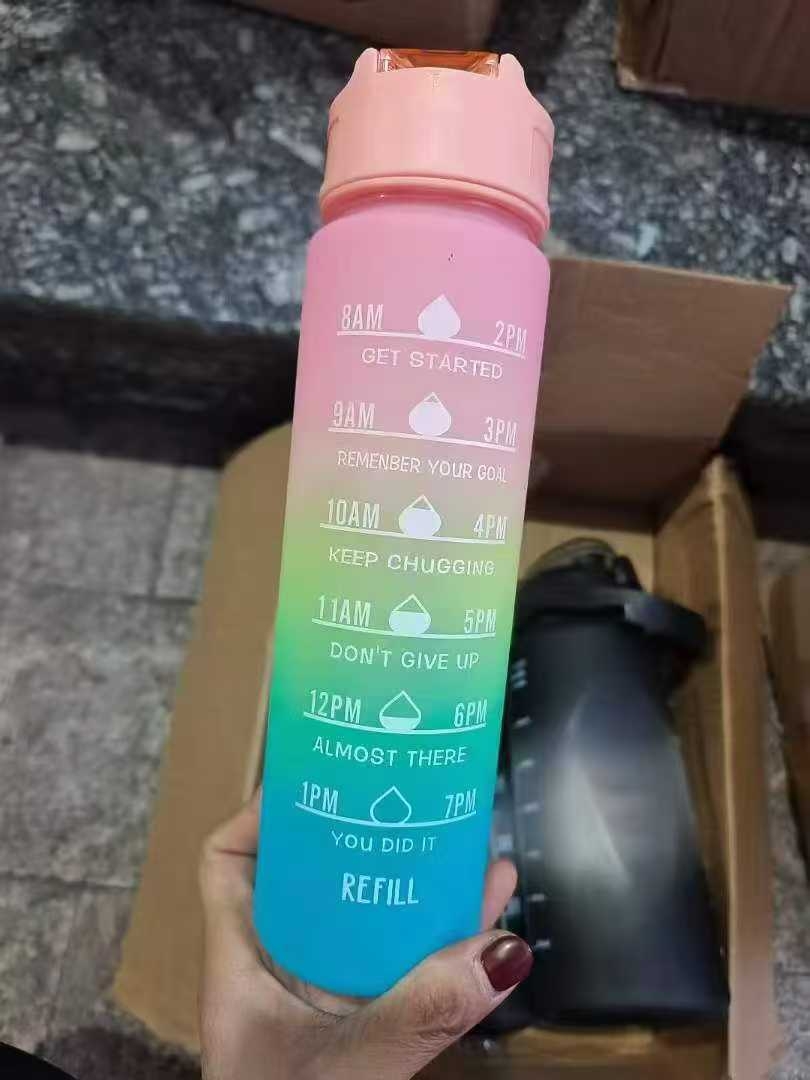 8AM 2PM
GET STARTED
9AM 3PM
REMENBER YOUR GOAL
10AM 4PM
KEEP CHUGGING
11AM 5PM
DON'T GIVE UP
12PM 6PM
ALMOST THERE
1PM 7PM
YOU DID IT
REFILL